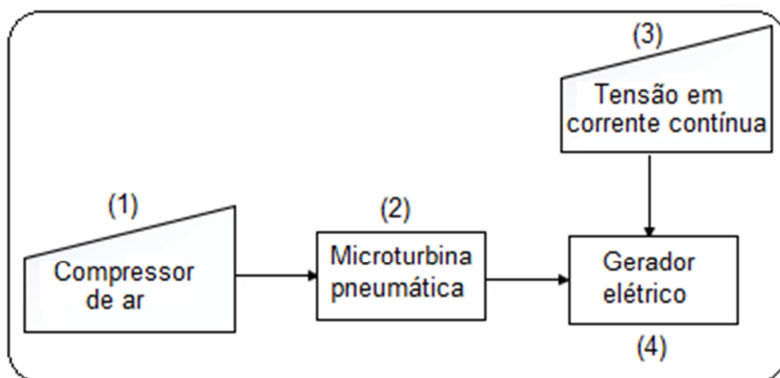 (1)
Compressor
de ar
(2)
Microturbina
pneumática
(3)
Tensão em
corrente contínua
Gerador
elétrico
(4)